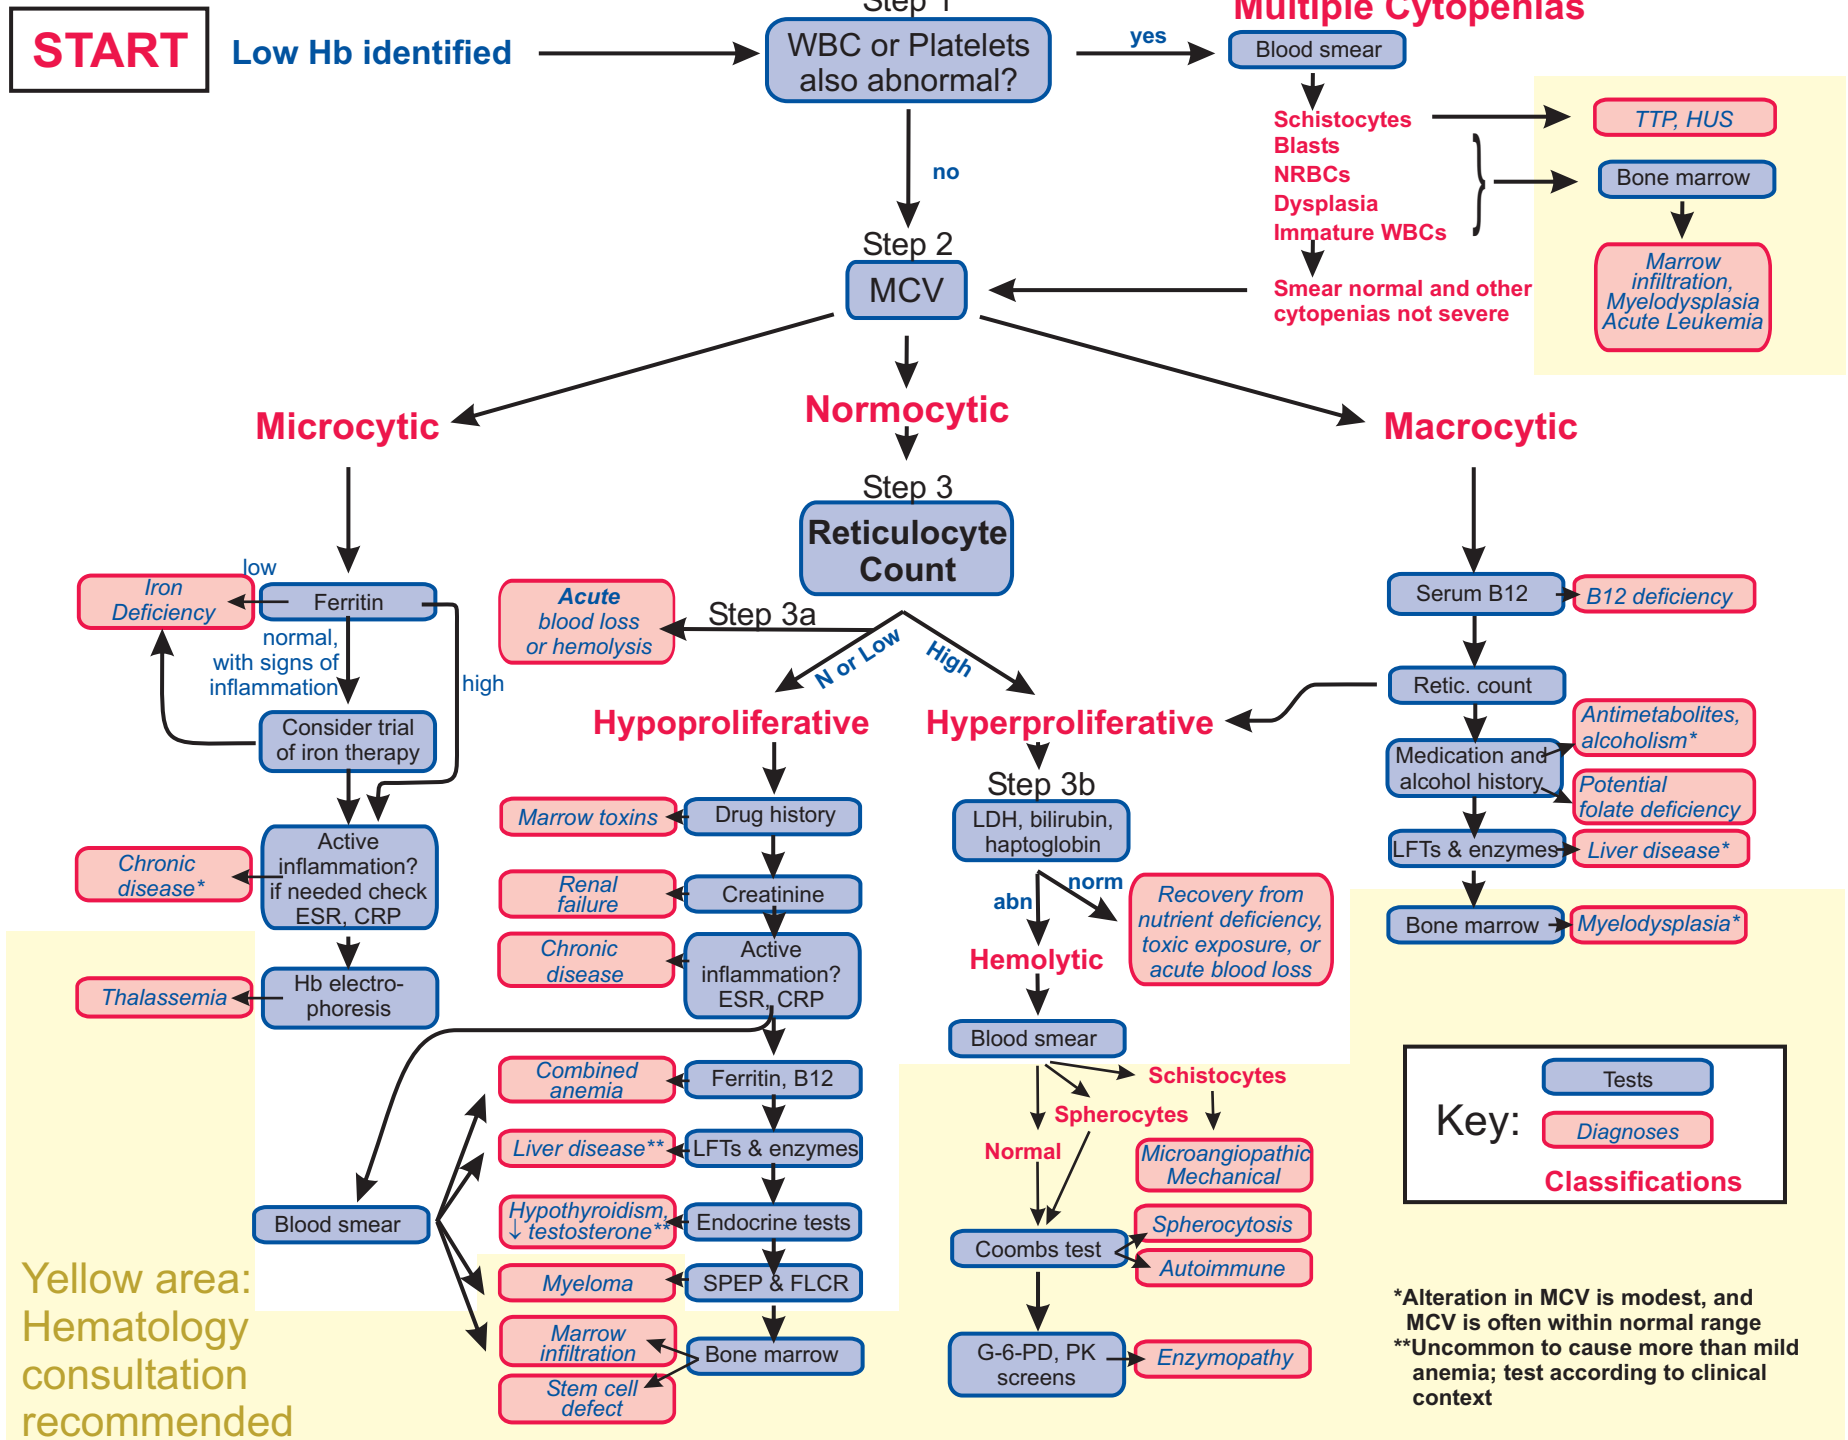 START
Low Hb identified
Step 1
WBC or Platelets
also abnormal?
yes
no
Multiple Cytopenias
Blood smear
Schistocytes
Blasts
NRBCs
Dysplasia
Immature WBCs
Smear normal and other
cytopenias not severe
TTP, HUS
Bone marrow
Marrow
infiltration,
Myelodysplasia
Acute Leukemia
Step 2
MCV
Microcytic
Normocytic
Macrocytic
low
Iron
Deficiency
Ferritin
normal,
with signs of
inflammation
high
Consider trial
of iron therapy
Active
inflammation?
if needed check
ESR, CRP
Chronic
disease*
Hb electro-
phoresis
Thalassemia
Step 3
Reticulocyte
Count
Step 3a
Acute
blood loss
or hemolysis
N or Low
High
Hypoproliferative
Hyperproliferative
Drug history
Marrow toxins
Creatinine
Renal
failure
Active
inflammation?
ESR, CRP
Chronic
disease
Ferritin, B12
Combined
anemia
LFTs & enzymes
Liver disease**
Endocrine tests
Hypothyroidism,
↓ testosterone**
SPEP & FLCR
Myeloma
Bone marrow
Marrow
infiltration
Stem cell
defect
Blood smear
Step 3b
LDH, bilirubin,
haptoglobin
abn
norm
Recovery from
nutrient deficiency,
toxic exposure, or
acute blood loss
Hemolytic
Blood smear
Schistocytes
Spherocytes
Normal
Microangiopathic
Mechanical
Coombs test
Spherocytosis
Autoimmune
G-6-PD, PK
screens
Enzymopathy
Serum B12
B12 deficiency
Retic. count
Medication and
alcohol history
Antimetabolites,
alcoholism*
Potential
folate deficiency
LFTs & enzymes
Liver disease*
Bone marrow
Myelodysplasia*
Key:
Tests
Diagnoses
Classifications
*Alteration in MCV is modest, and
MCV is often within normal range
**Uncommon to cause more than mild
anemia; test according to clinical
context
Yellow area:
Hematology
consultation
recommended